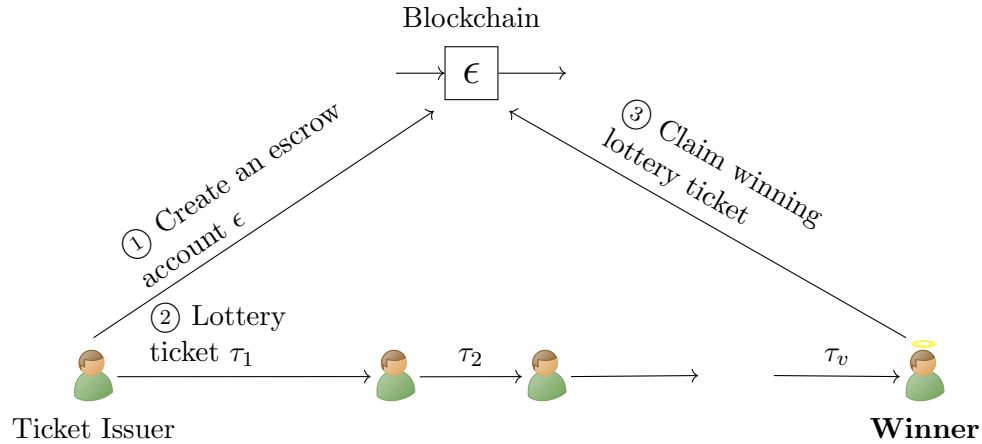 Blockchain
ϵ
① Create an escrow
account ϵ
③ Claim winning
lottery ticket
② Lottery
ticket τ₁
τ₂
τᵥ
Ticket Issuer
Winner